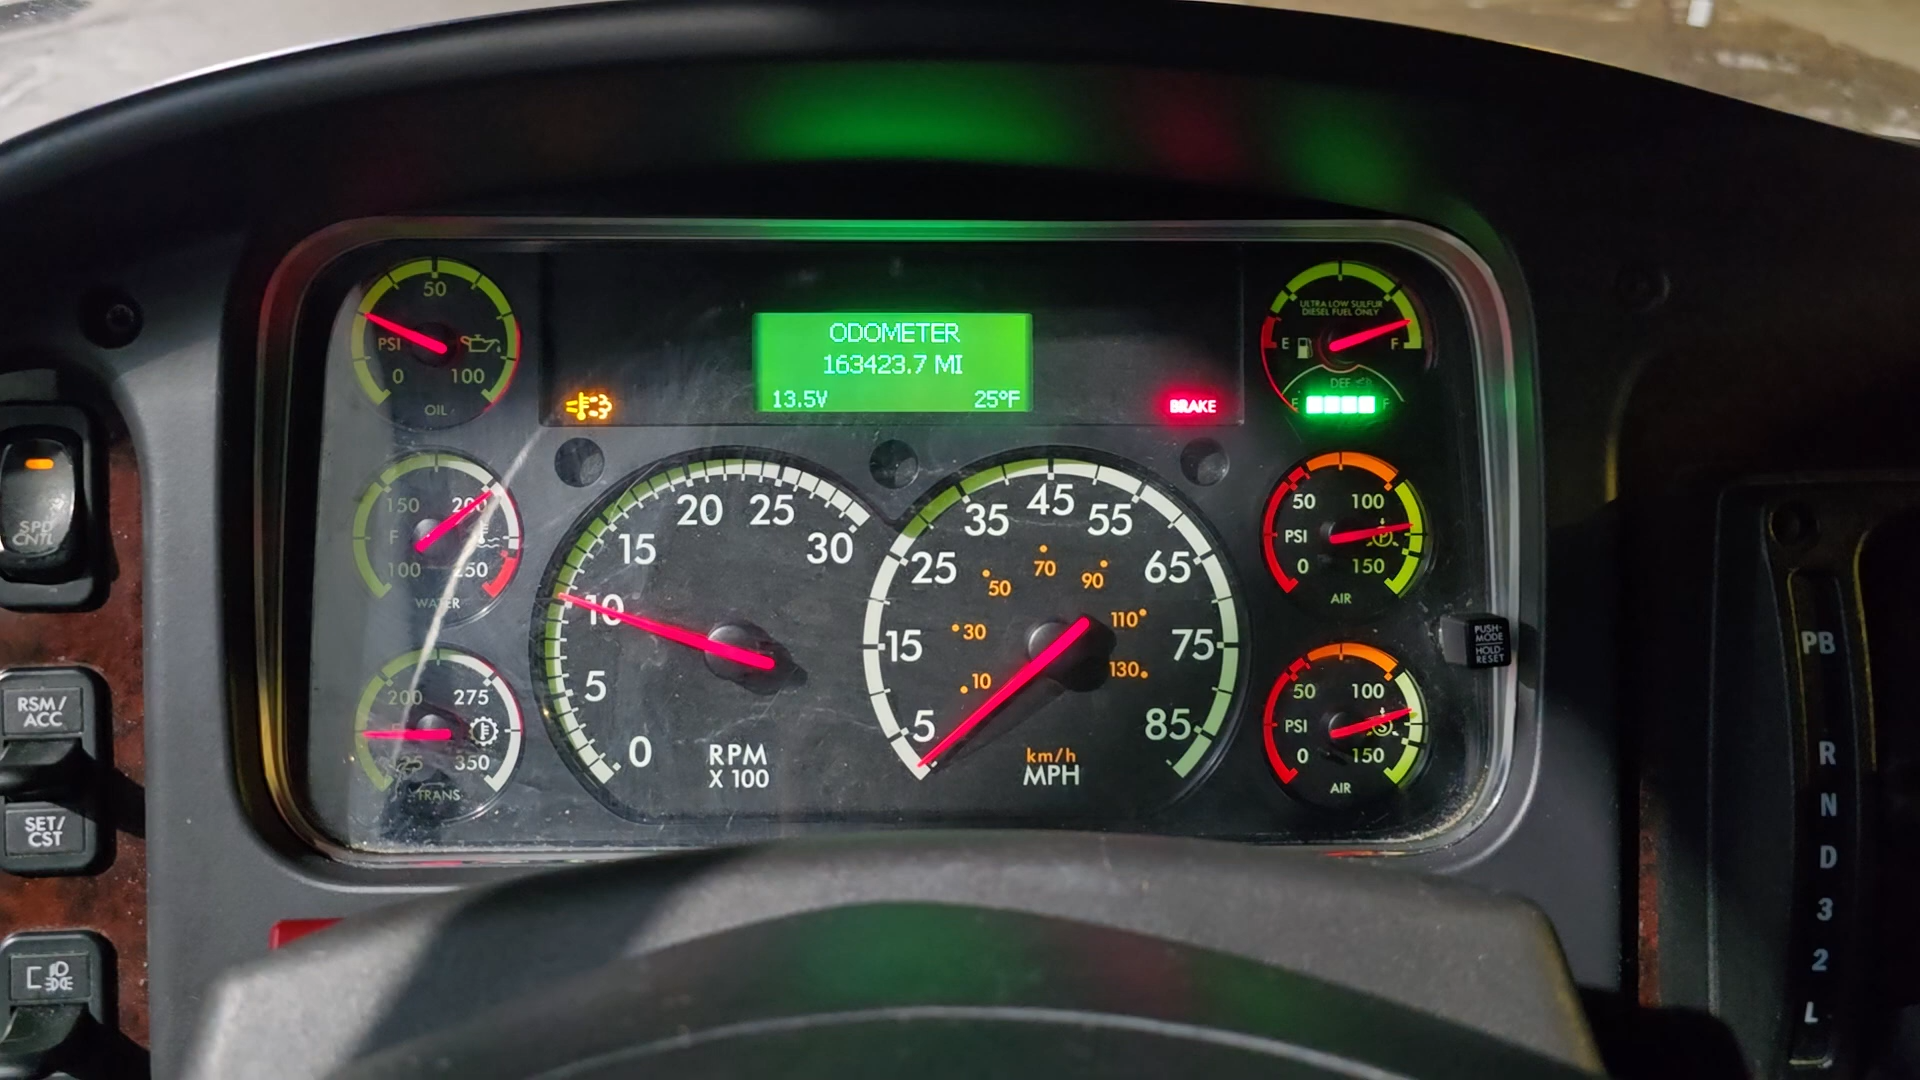 ODOMETER
163423.7 MI
13.5V 25°F
BRAKE
50
PSI
0 100
OIL
150 200
F
100 250
WATER
200 275
350
TRANS
0
5
10
15
20
25
30
RPM
X 100
5
15
25
35
45
55
65
75
85
10
30
50
70
90
110
130
km/h
MPH
ULTRA LOW SULFUR
DIESEL FUEL ONLY
E F
DEF
E F
50 100
PSI
0 150
AIR
50 100
PSI
0 150
AIR
PUSH-
MODE
HOLD-
RESET
SPD
CNTL
RSM/
ACC
SET/
CST
PB
R
N
D
3
2
L